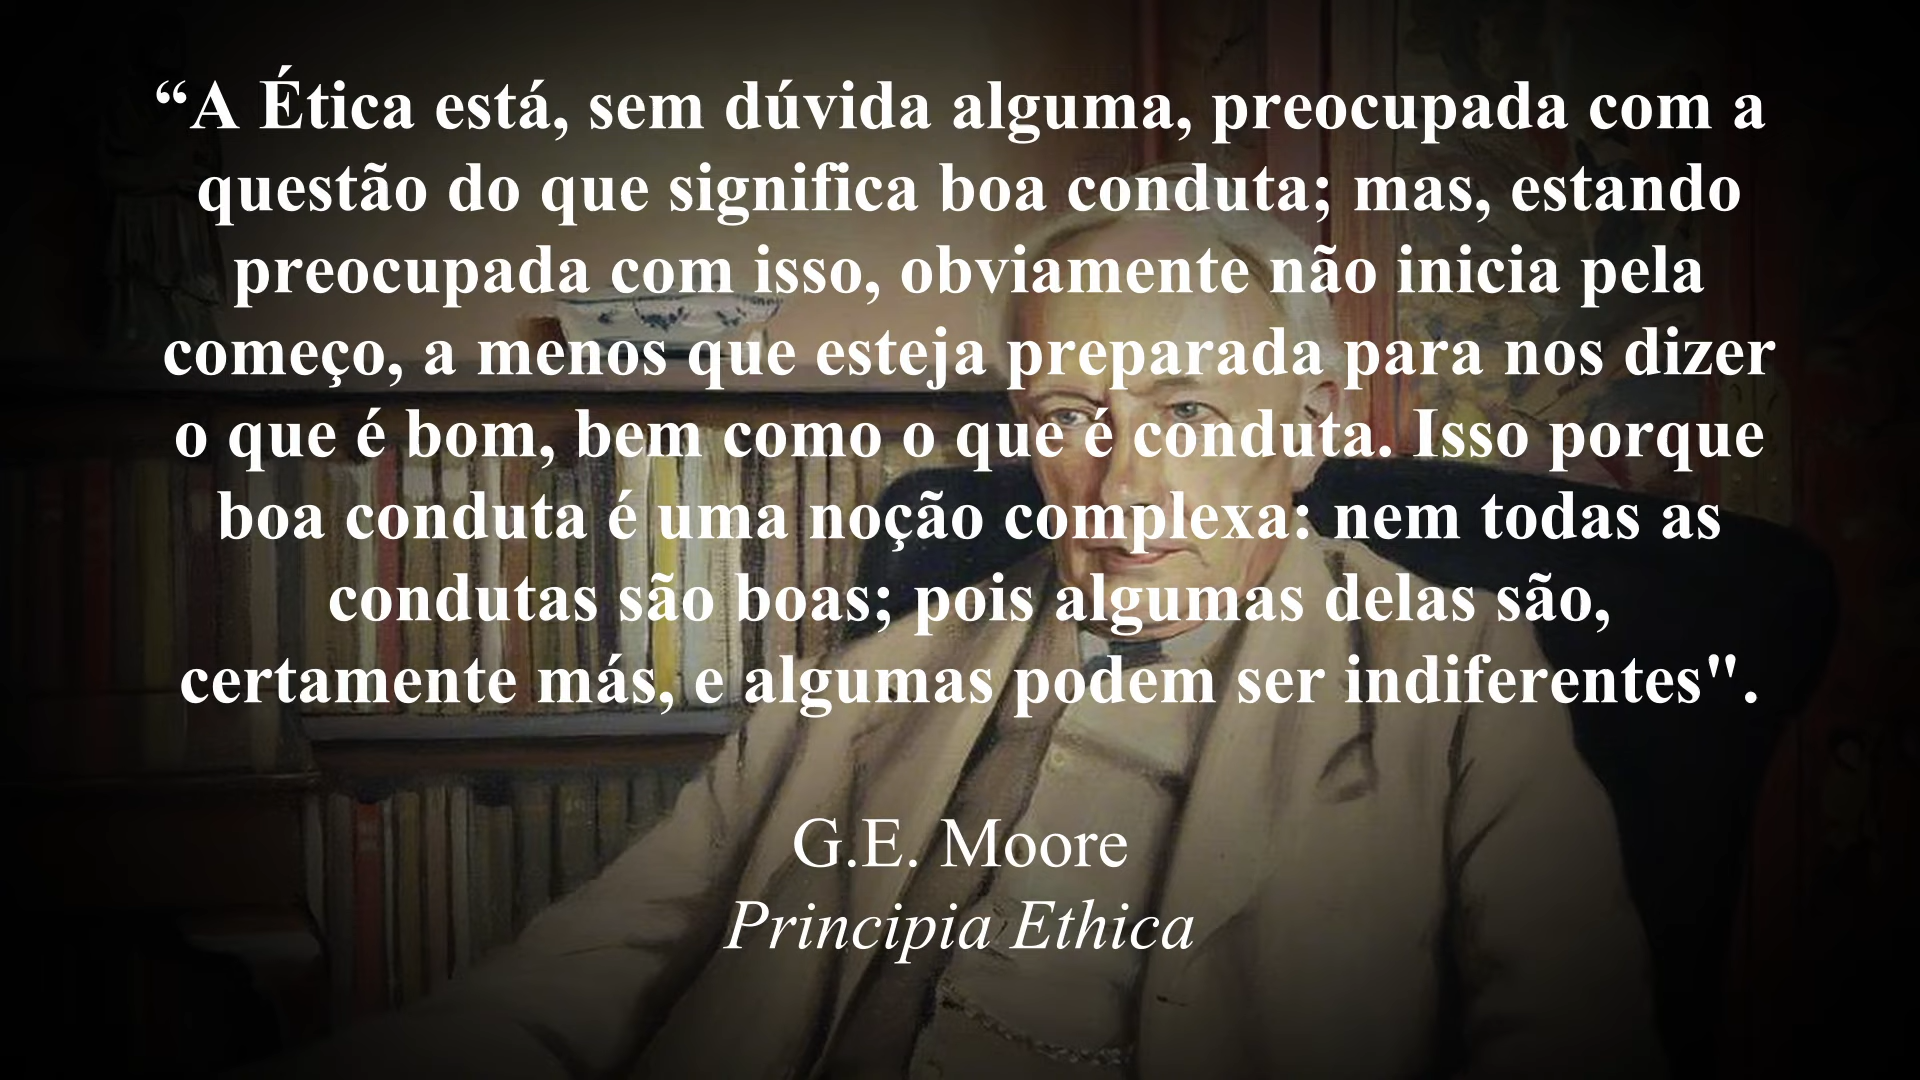 “A Ética está, sem dúvida alguma, preocupada com a
questão do que significa boa conduta; mas, estando
preocupada com isso, obviamente não inicia pela
começo, a menos que esteja preparada para nos dizer
o que é bom, bem como o que é conduta. Isso porque
boa conduta é uma noção complexa: nem todas as
condutas são boas; pois algumas delas são,
certamente más, e algumas podem ser indiferentes".
G.E. Moore
Principia Ethica